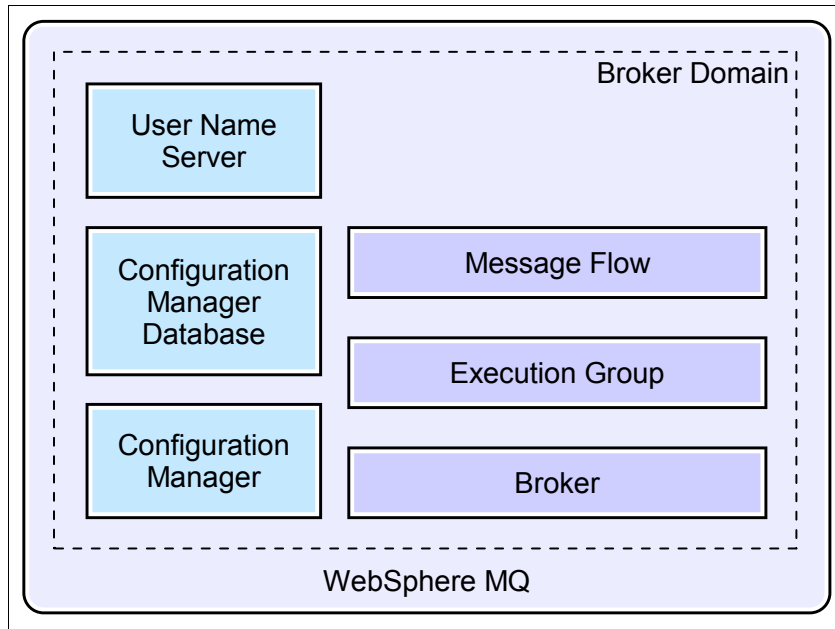 Broker Domain
User Name
Server
Configuration
Manager
Database
Message Flow
Execution Group
Configuration
Manager
Broker
WebSphere MQ